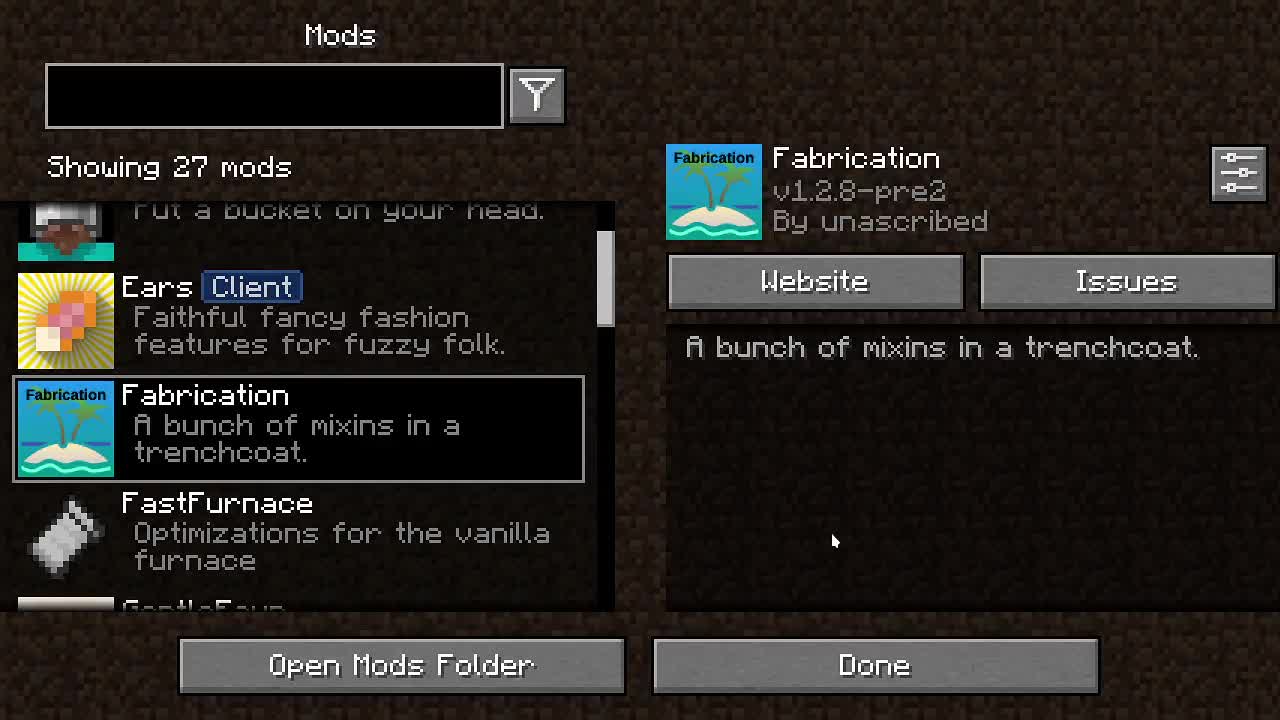 Mods
Showing 27 mods
Put a bucket on your head.
Ears Client
Faithful fancy fashion
features for fuzzy folk.
Fabrication
Fabrication
A bunch of mixins in a
trenchcoat.
FastFurnace
Optimizations for the vanilla
furnace
Fabrication
Fabrication
v1.2.8-pre2
By unascribed
Website
Issues
A bunch of mixins in a trenchcoat.
Open Mods Folder
Done